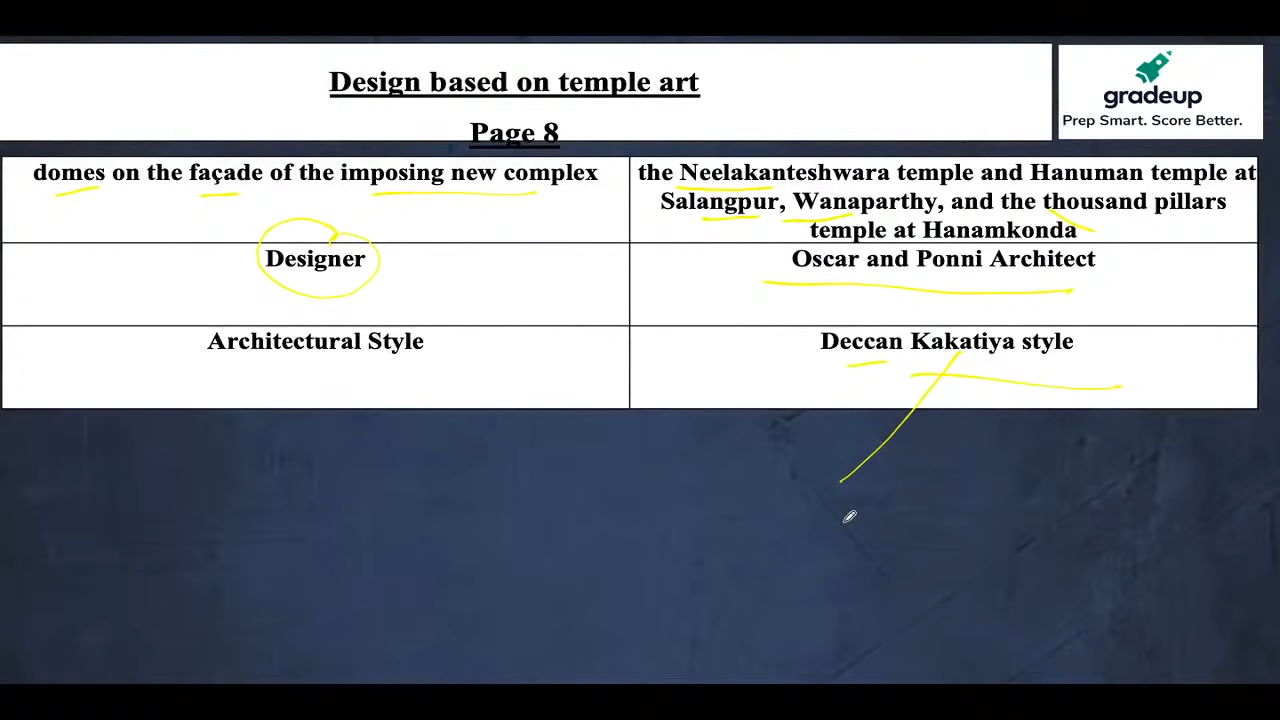 Design based on temple art
Page 8
gradeup
Prep Smart. Score Better.
domes on the façade of the imposing new complex
the Neelakanteshwara temple and Hanuman temple at
Salangpur, Wanaparthy, and the thousand pillars
temple at Hanamkonda
Designer
Oscar and Ponni Architect
Architectural Style
Deccan Kakatiya style